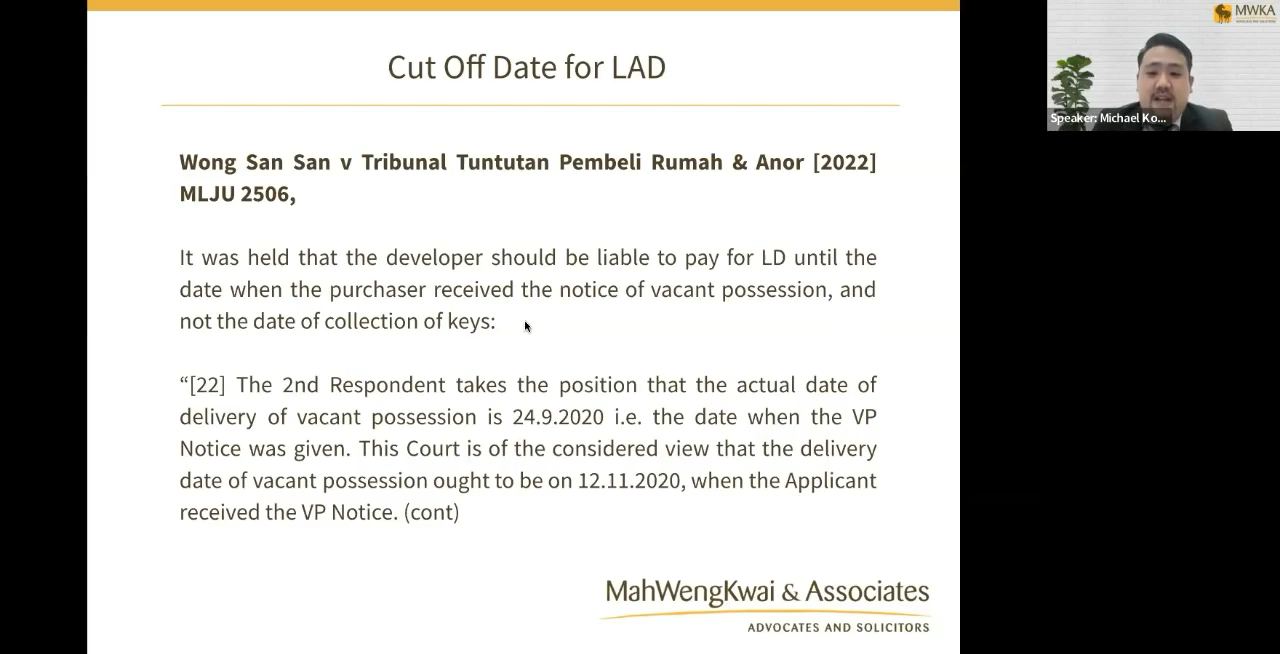 Cut Off Date for LAD
Wong San San v Tribunal Tuntutan Pembeli Rumah & Anor [2022]
MLJU 2506,
It was held that the developer should be liable to pay for LD until the
date when the purchaser received the notice of vacant possession, and
not the date of collection of keys:
“[22] The 2nd Respondent takes the position that the actual date of
delivery of vacant possession is 24.9.2020 i.e. the date when the VP
Notice was given. This Court is of the considered view that the delivery
date of vacant possession ought to be on 12.11.2020, when the Applicant
received the VP Notice. (cont)
MahWengKwai & Associates
ADVOCATES AND SOLICITORS
MWKA
Speaker: Michael Ko...